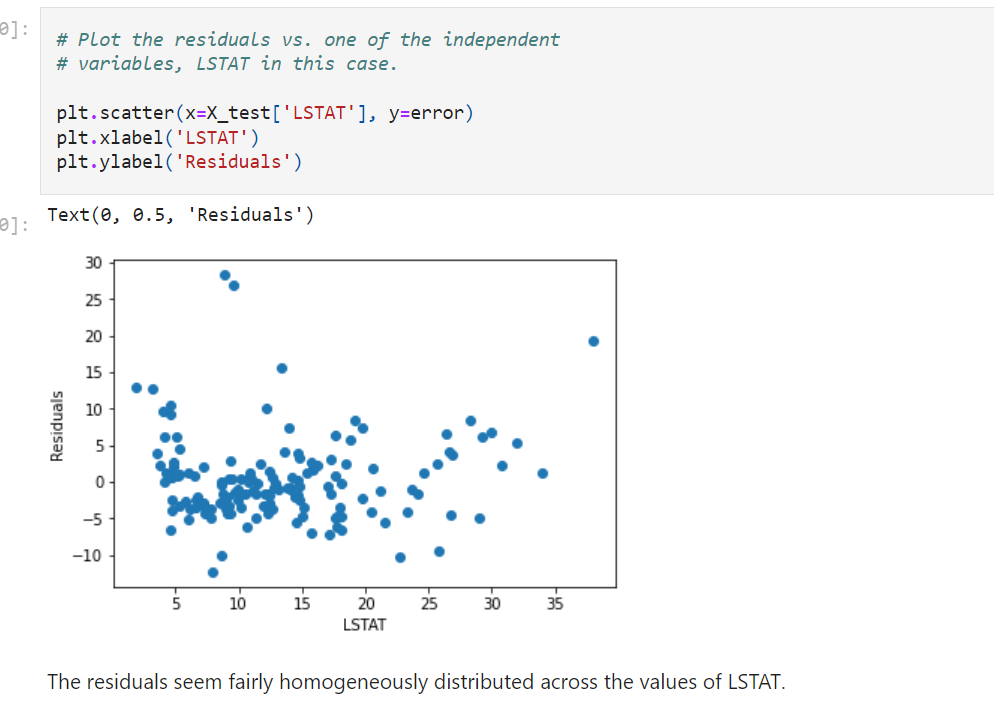 0]:
# Plot the residuals vs. one of the independent
# variables, LSTAT in this case.
plt.scatter(x=X_test['LSTAT'], y=error)
plt.xlabel('LSTAT')
plt.ylabel('Residuals')
0]:
Text(0, 0.5, 'Residuals')
30
25
20
15
10
5
0
−5
−10
Residuals
5 10 15 20 25 30 35
LSTAT
The residuals seem fairly homogeneously distributed across the values of LSTAT.